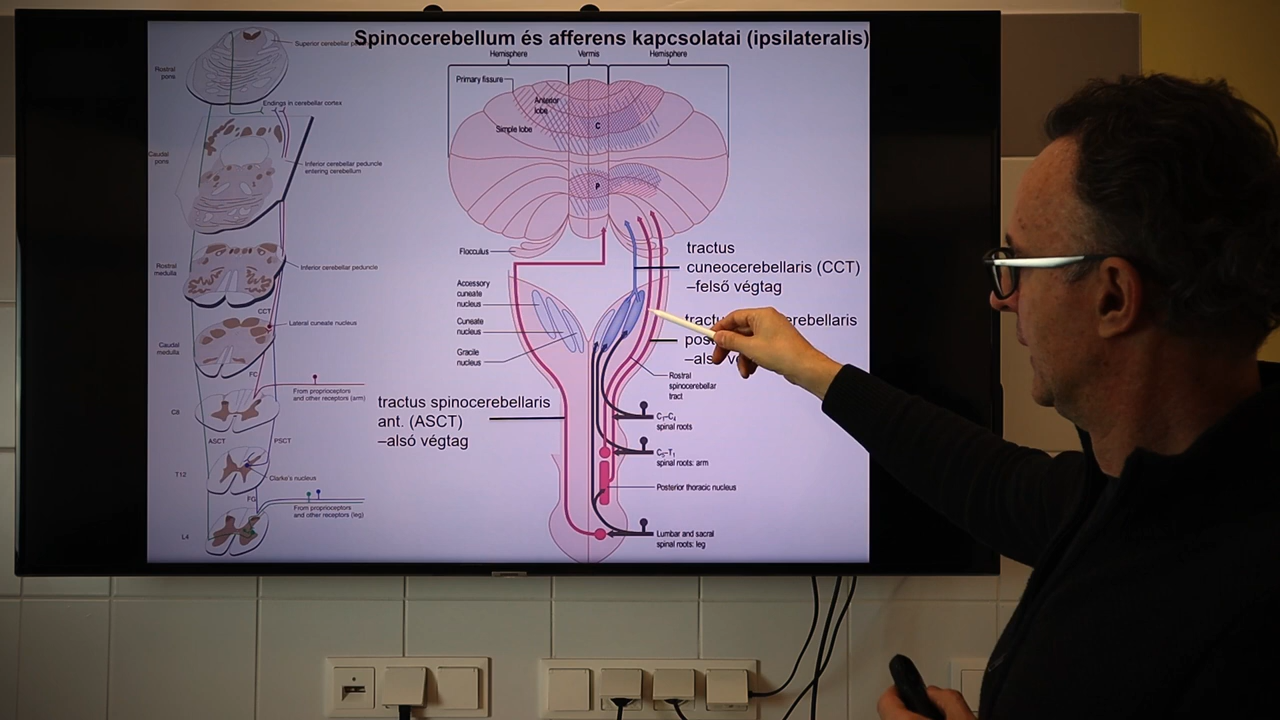 Spinocerebellum és afferens kapcsolatai (ipsilateralis)
Superior cerebellar
Rostral
pons
Endings in cerebellar cortex
Caudal
pons
Inferior cerebellar peduncle
entering cerebellum
Rostral
medulla
Inferior cerebellar peduncle
CCT
Lateral cuneate nucleus
Caudal
medulla
FC
From proprioceptors
and other receptors (arm)
C8
ASCT
PSCT
T12
Clarke's nucleus
FG
From proprioceptors
and other receptors (leg)
L4
Hemisphere
Vermis
Hemisphere
Primary fissure
Anterior
lobe
Simple lobe
C
P
Flocculus
Accessory
cuneate
nucleus
Cuneate
nucleus
Gracile
nucleus
tractus spinocerebellaris
ant. (ASCT)
–alsó végtag
tractus
cuneocerebellaris (CCT)
–felső végtag
Rostral
spinocerebellar
tract
spinal roots
spinal roots: arm
Posterior thoracic nucleus
Lumbar and sacral
spinal roots: leg